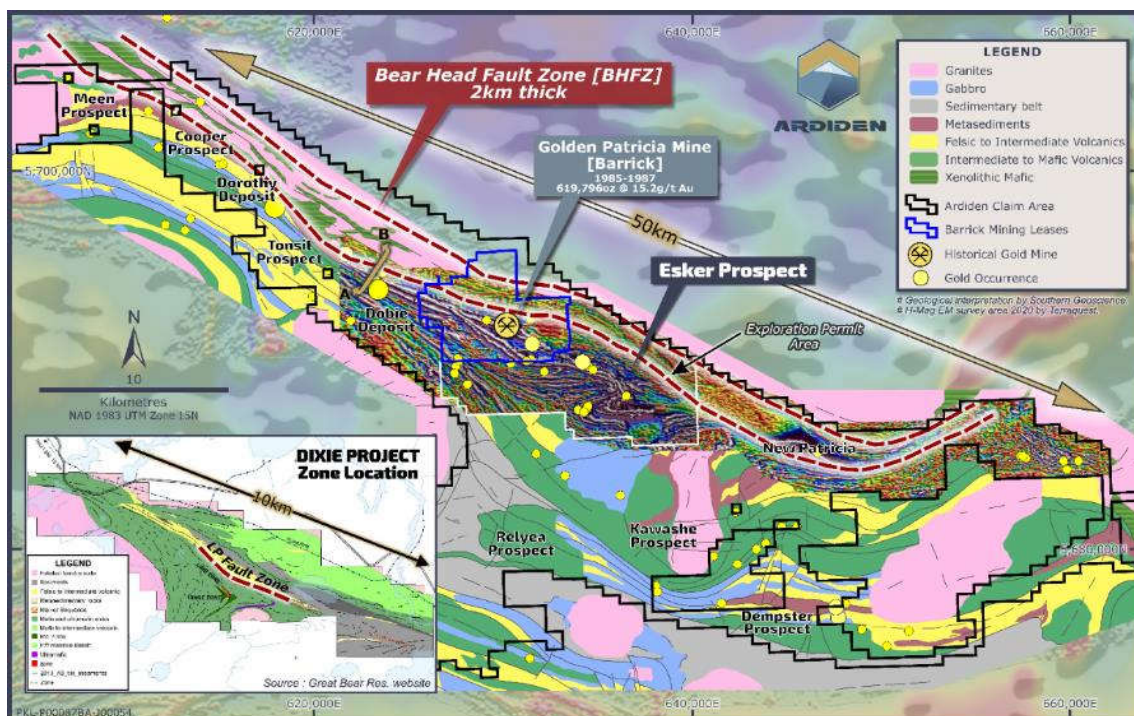 620,000E
640,000E
660,000E
Bear Head Fault Zone [BHFZ]
2km thick
ARDIDEN
LEGEND
Granites
Gabbro
Sedimentary belt
Metasediments
Felsic to Intermediate Volcanics
Intermediate to Mafic Volcanics
Xenolithic Mafic
Ardiden Claim Area
Barrick Mining Leases
Historical Gold Mine
Gold Occurrence
# Geological interpretation by Southern Geoscience.
# H-Mag EM survey area 2020 by Terraquest.
Meen
Prospect
Cooper
Prospect
Golden Patricia Mine
[Barrick]
1985-1987
619,796oz @ 15.2g/t Au
5,700,000N
Dorothy
Deposit
50km
Tonsil
Prospect
B
A
Esker Prospect
Dobie
Deposit
Exploration Permit
Area
N
10
Kilometres
NAD 1983 UTM Zone 15N
New Patricia
DIXIE PROJECT
Zone Location
10km
L.P. Fault Zone
LEGEND
Source : Great Bear Res. website
Relyea
Prospect
Kawashe
Prospect
Dempster
Prospect
620,000E
640,000E
660,000E